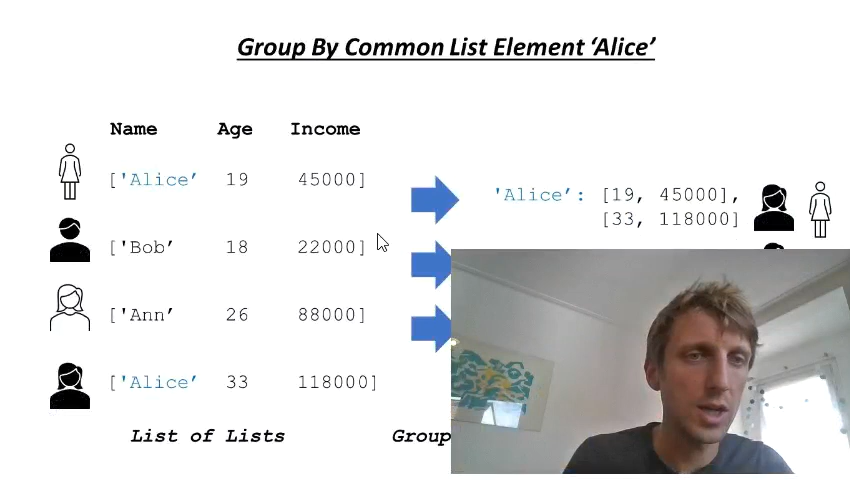 Group By Common List Element ‘Alice’
Name Age Income
['Alice’ 19 45000]
['Bob’ 18 22000]
['Ann’ 26 88000]
['Alice’ 33 118000]
List of Lists
'Alice’: [19, 45000],
[33, 118000]
Group